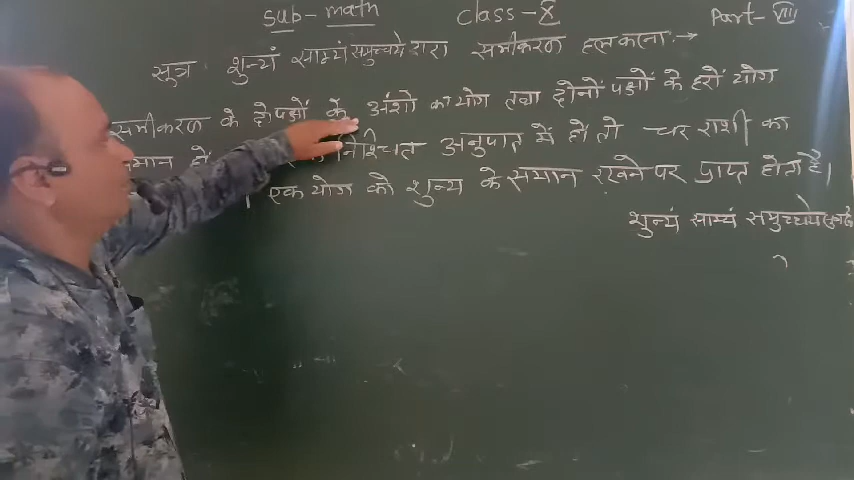 Sub- math class-X Part-VIII
सुत्र शुन्यं साम्यं समुच्चये द्वारा समीकरण हल करना →
समीकरण के दो पक्षों के अंशो का योग तथा दोनों पक्षों के हरों योग
समान हो निश्चित अनुपात में हो तो चर राशी का
एक योग को शुन्य के समान रखने पर प्राप्त होता है।
शुन्यं साम्यं समुच्चये